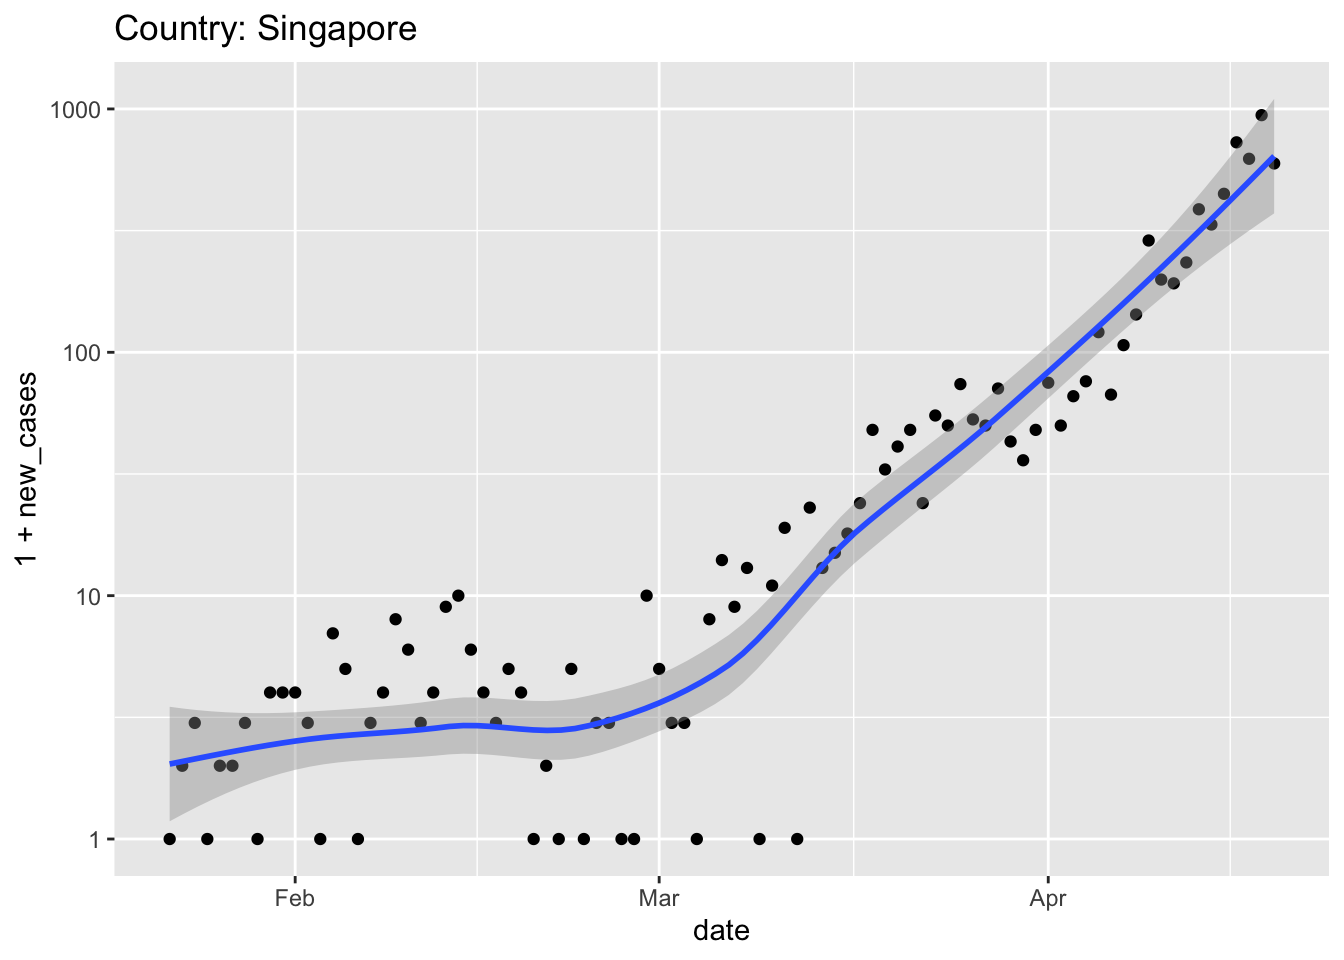 Country: Singapore
1000
100
10
1
1 + new_cases
Feb Mar Apr
date